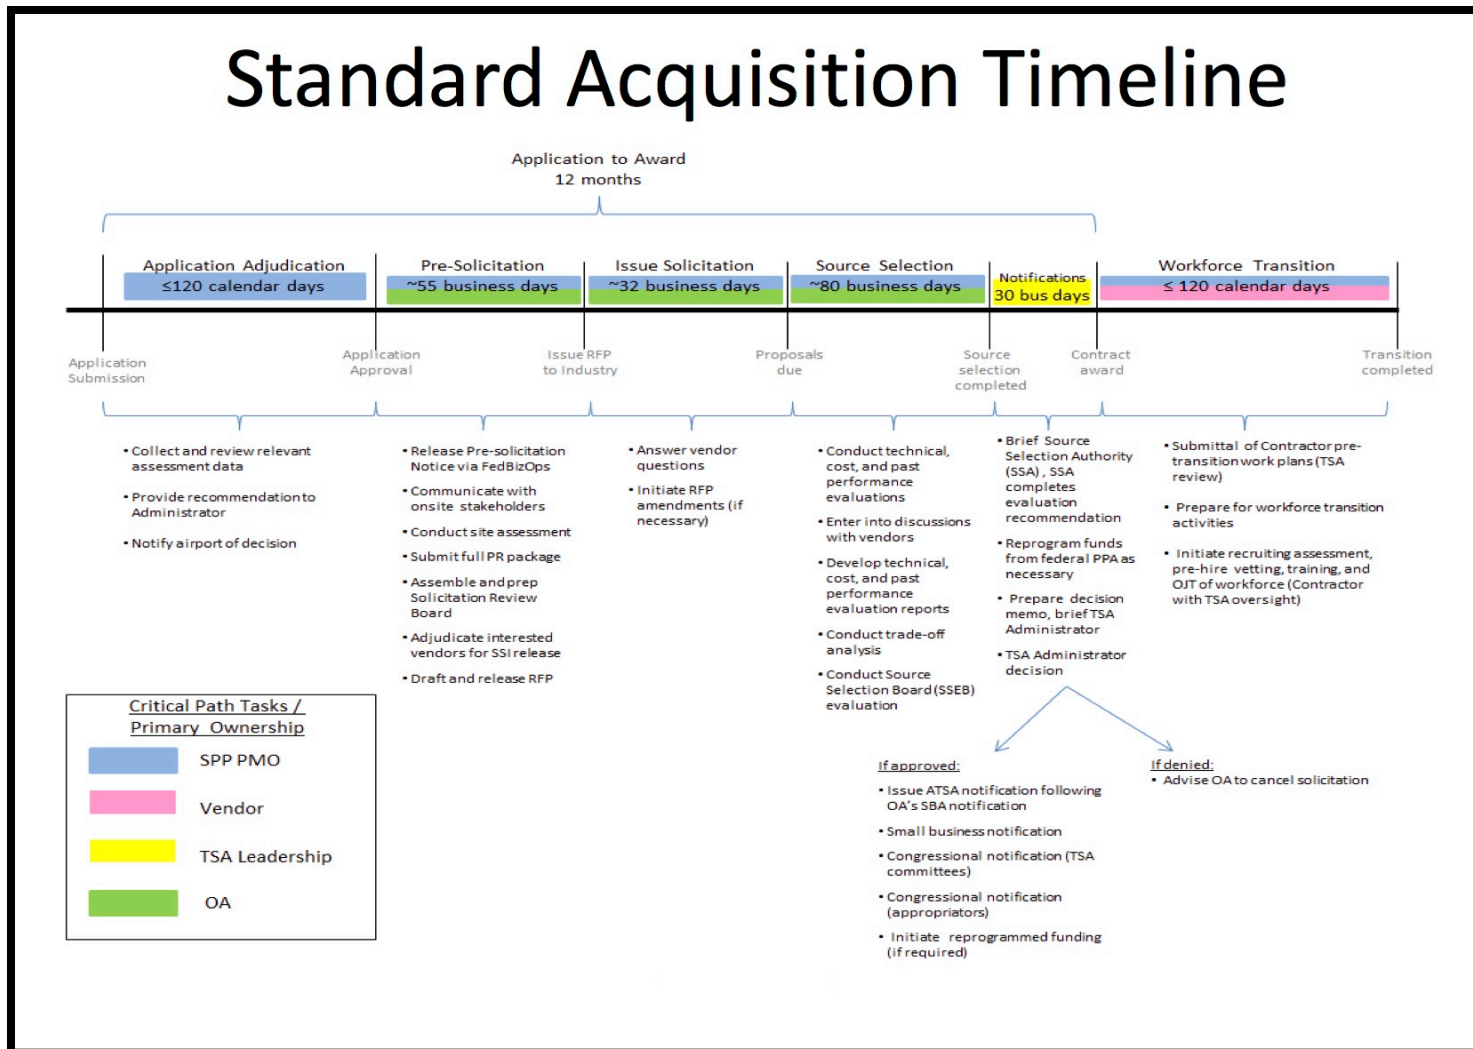 Standard Acquisition Timeline
Application to Award
12 months
Application Adjudication
≤120 calendar days
Pre-Solicitation
~55 business days
Issue Solicitation
~32 business days
Source Selection
~80 business days
Notifications
30 bus days
Workforce Transition
≤ 120 calendar days
Application
Submission
Application
Approval
Issue RFP
to Industry
Proposals
due
Source
selection
completed
Contract
award
Transition
completed
• Collect and review relevant
assessment data
• Provide recommendation to
Administrator
• Notify airport of decision
• Release Pre-solicitation
Notice via FedBizOps
• Communicate with
onsite stakeholders
• Conduct site assessment
• Submit full PR package
• Assemble and prep
Solicitation Review
Board
• Adjudicate interested
vendors for SSI release
• Draft and release RFP
• Answer vendor
questions
• Initiate RFP
amendments (if
necessary)
• Conduct technical,
cost, and past
performance
evaluations
• Enter into discussions
with vendors
• Develop technical,
cost, and past
performance
evaluation reports
• Conduct trade-off
analysis
• Conduct Source
Selection Board (SSEB)
evaluation
• Brief Source
Selection Authority
(SSA) , SSA
completes
evaluation
recommendation
• Reprogram funds
from federal PPA as
necessary
• Prepare decision
memo, brief TSA
Administrator
• TSA Administrator
decision
• Submittal of Contractor pre-
transition work plans (TSA
review)
• Prepare for workforce transition
activities
• Initiate recruiting assessment,
pre-hire vetting, training, and
OJT of workforce (Contractor
with TSA oversight)
If approved:
• Issue ATSA notification following
OA's SBA notification
• Small business notification
• Congressional notification (TSA
committees)
• Congressional notification
(appropriators)
• Initiate reprogrammed funding
(if required)
If denied:
• Advise OA to cancel solicitation
Critical Path Tasks /
Primary Ownership
SPP PMO
Vendor
TSA Leadership
OA